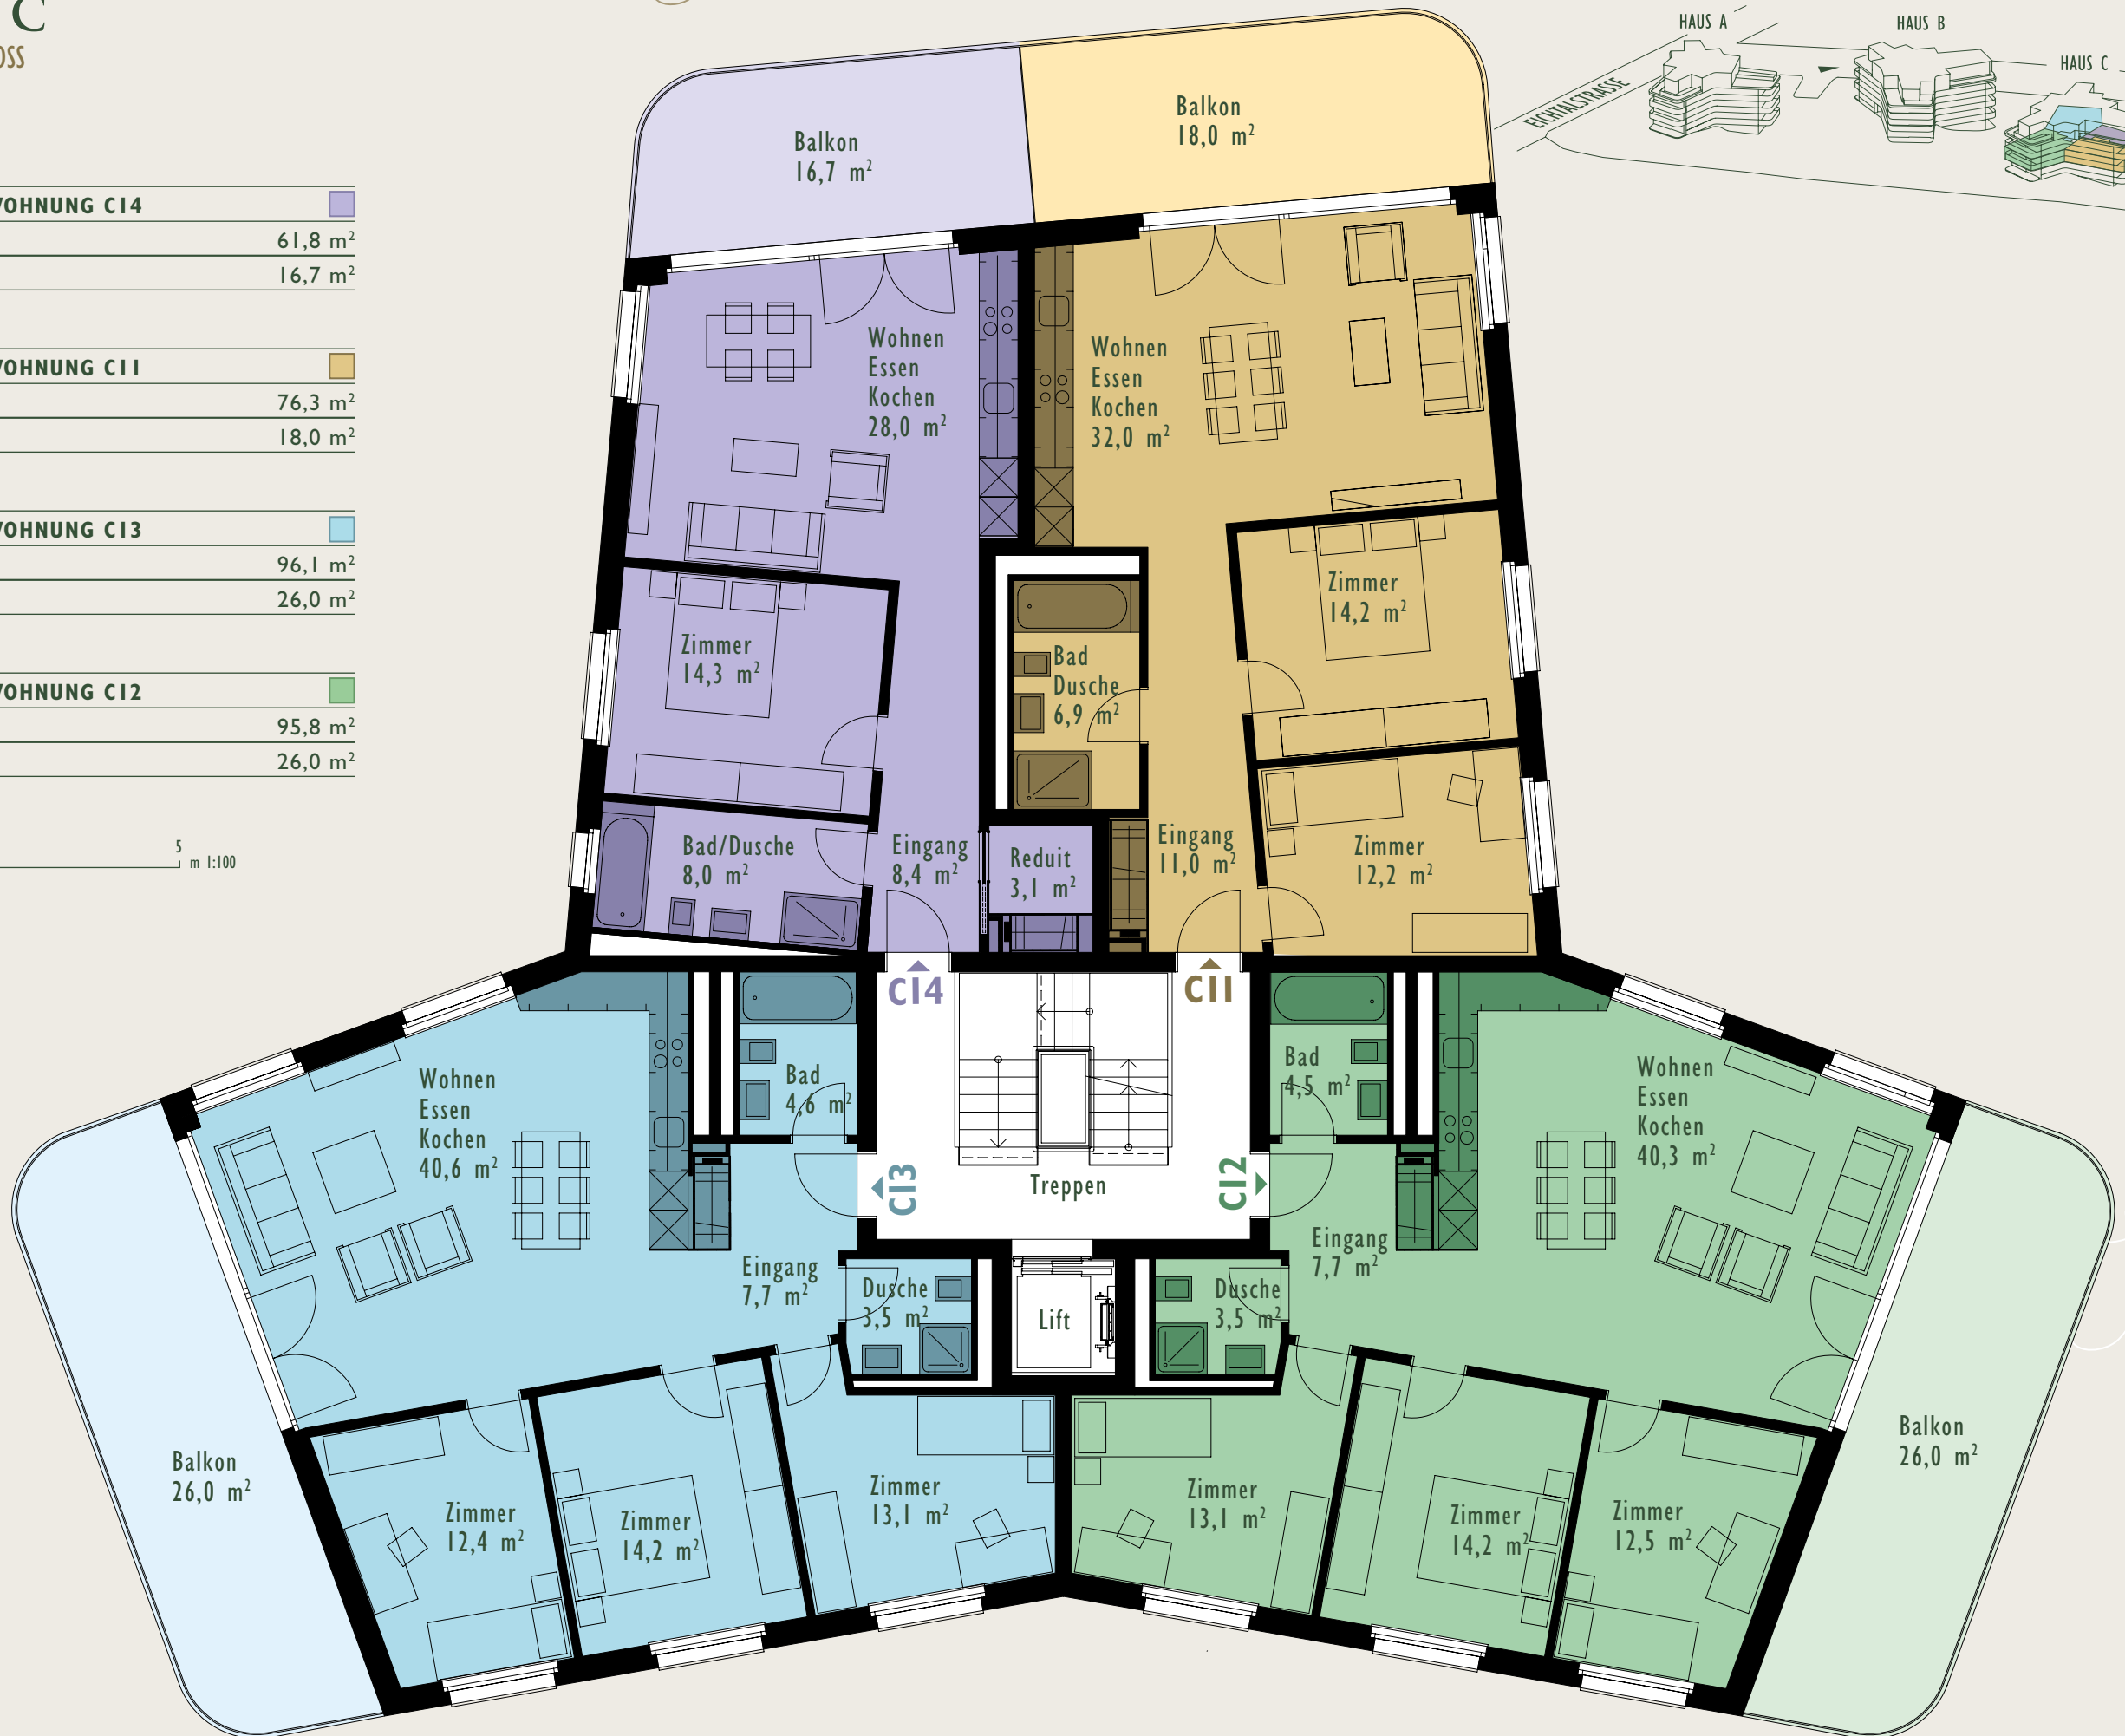 C
OSS
WOHNUNG C14
61,8 m²
16,7 m²
WOHNUNG C11
76,3 m²
18,0 m²
WOHNUNG C13
96,1 m²
26,0 m²
WOHNUNG C12
95,8 m²
26,0 m²
5
m 1:100
HAUS A
HAUS B
HAUS C
EICHTALSTRASSE
Balkon
16,7 m²
Balkon
18,0 m²
Wohnen
Essen
Kochen
28,0 m²
Wohnen
Essen
Kochen
32,0 m²
Zimmer
14,3 m²
Bad
Dusche
6,9 m²
Zimmer
14,2 m²
Bad/Dusche
8,0 m²
Eingang
8,4 m²
Reduit
3,1 m²
Eingang
11,0 m²
Zimmer
12,2 m²
C14
C11
Wohnen
Essen
Kochen
40,6 m²
Bad
4,6 m²
C13
Treppen
C12
Bad
4,5 m²
Wohnen
Essen
Kochen
40,3 m²
Eingang
7,7 m²
Dusche
3,5 m²
Lift
Dusche
3,5 m²
Eingang
7,7 m²
Balkon
26,0 m²
Zimmer
12,4 m²
Zimmer
14,2 m²
Zimmer
13,1 m²
Zimmer
13,1 m²
Zimmer
14,2 m²
Zimmer
12,5 m²
Balkon
26,0 m²